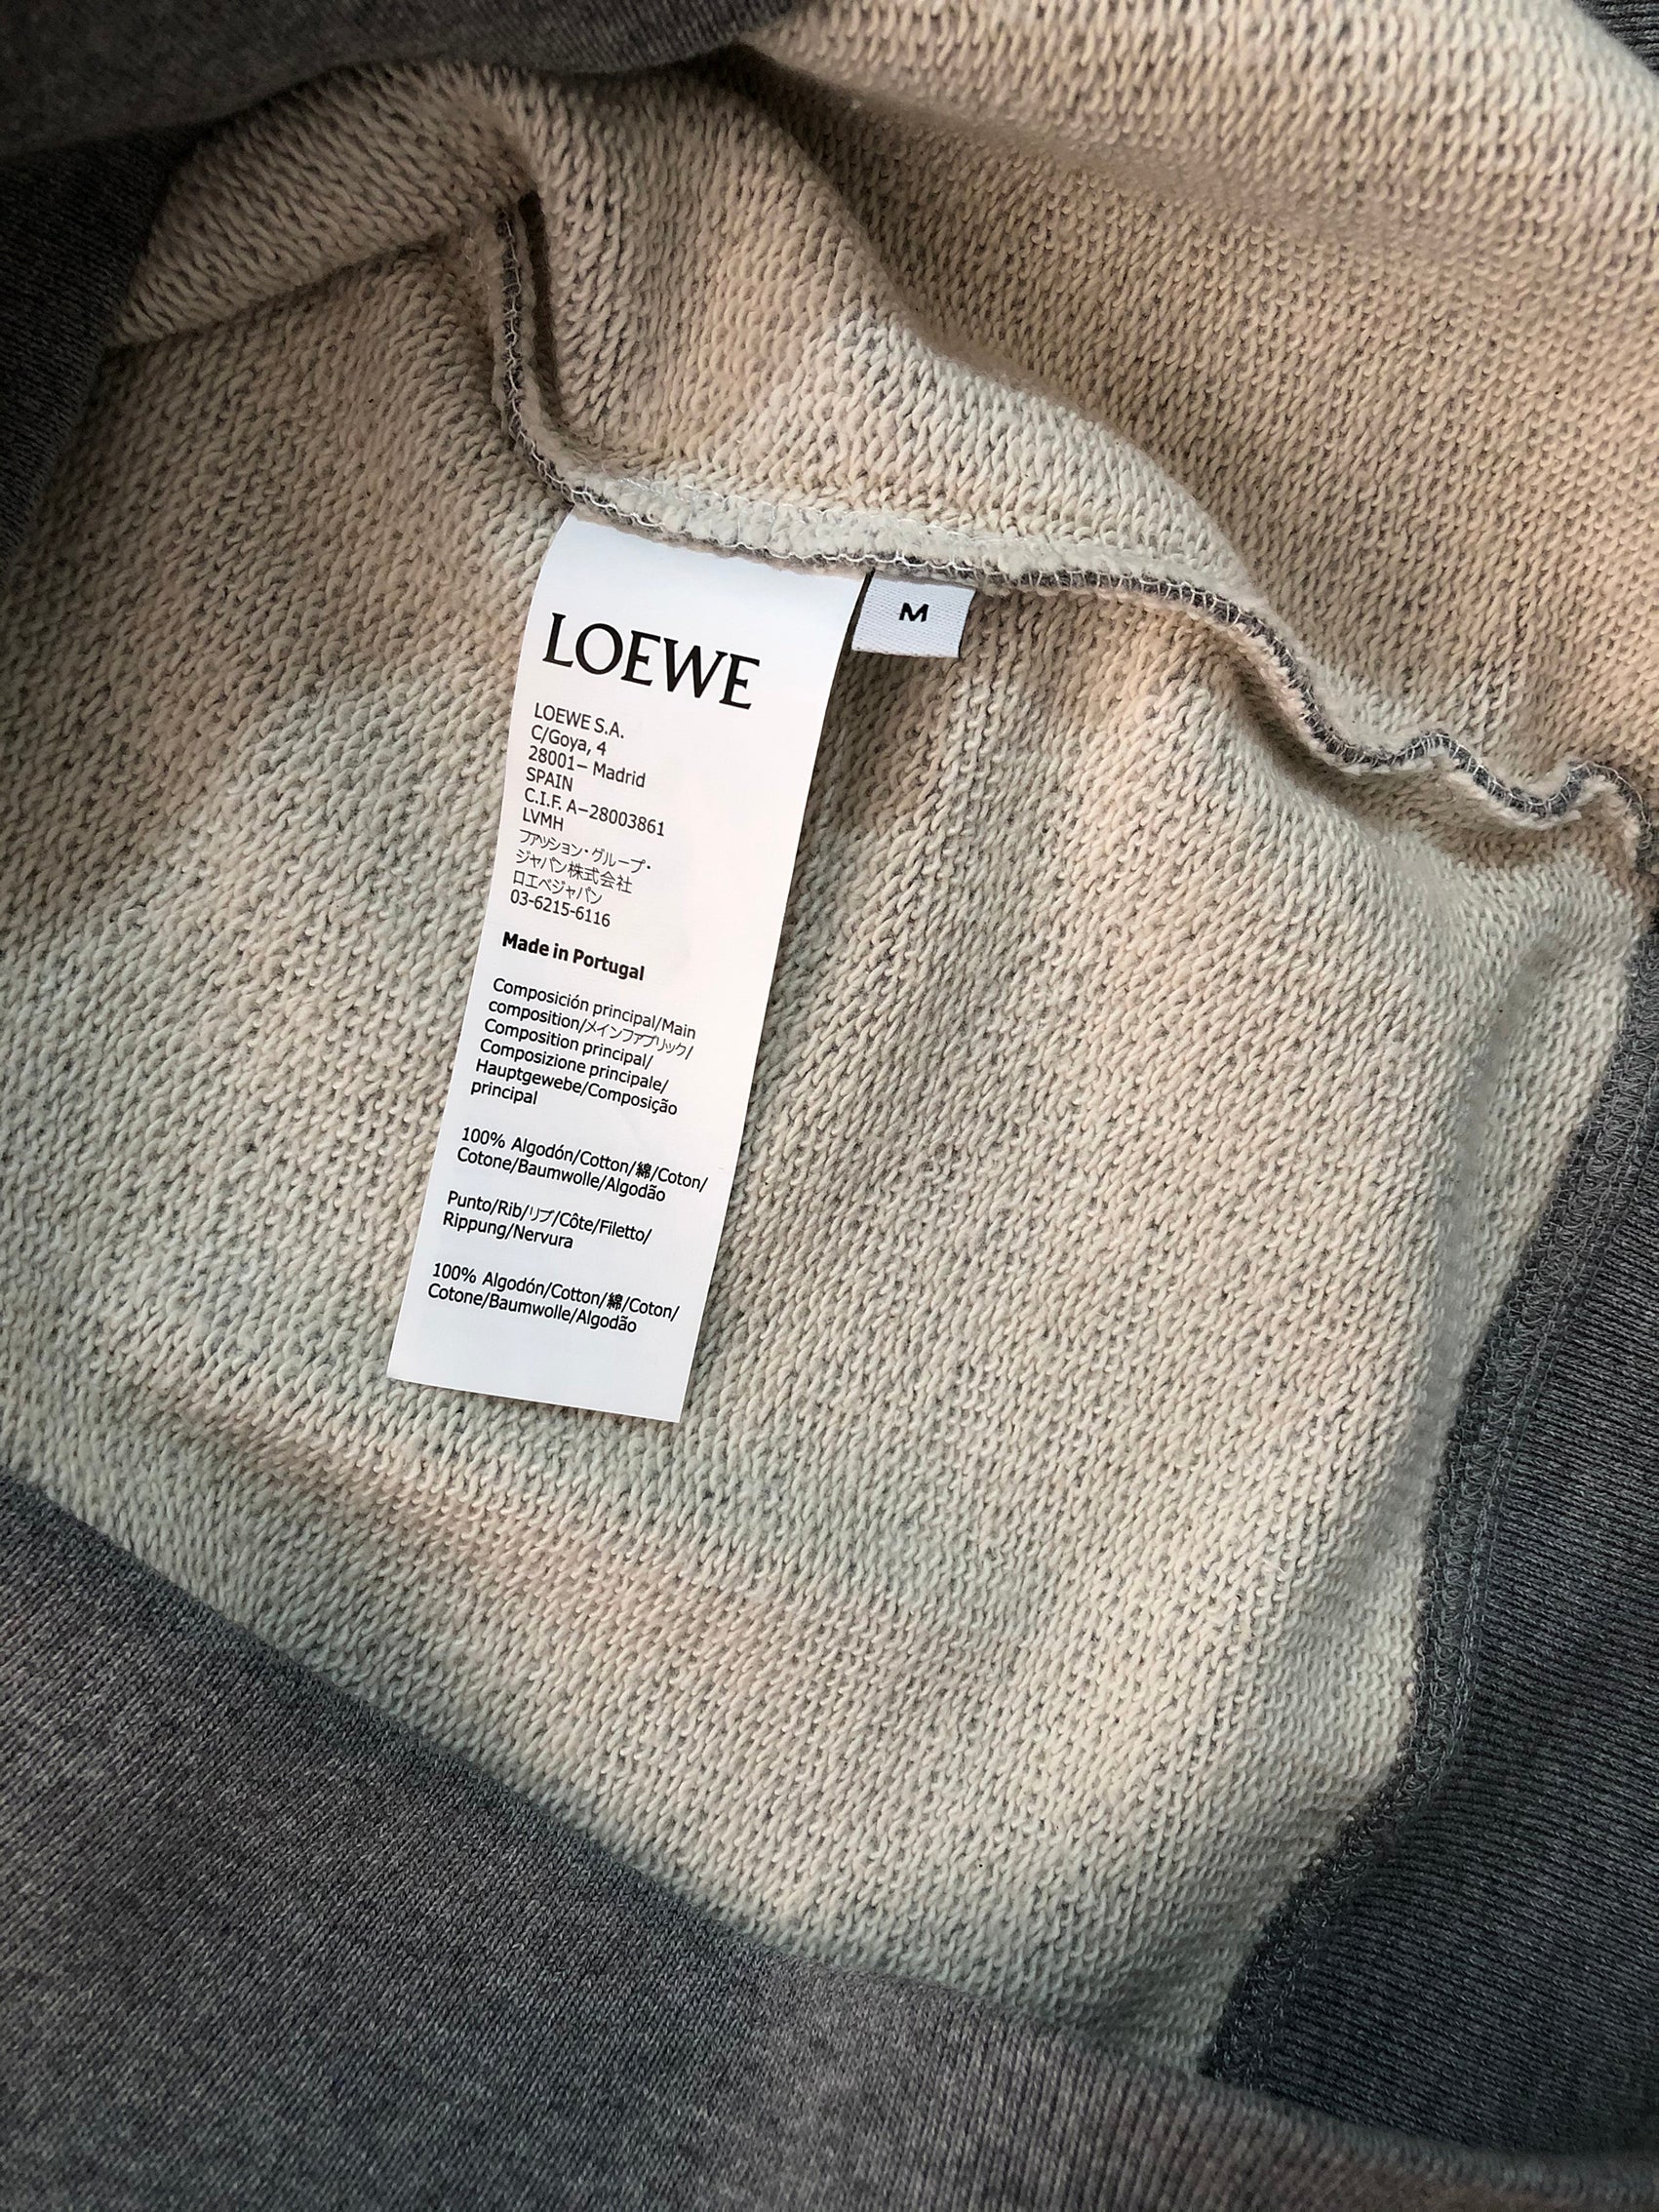 LOEWE
M
LOEWE S.A.
C/Goya, 4
28001– Madrid
SPAIN
C.I.F. A–28003861
LVMH
ファッション・グループ・
ジャパン株式会社
ロエベジャパン
03-6215-6116
Made in Portugal
Composición principal/Main
composition/メインファブリック/
Composition principal/
Composizione principale/
Hauptgewebe/Composição
principal
100% Algodón/Cotton/綿/Coton/
Cotone/Baumwolle/Algodão
Punto/Rib/リブ/Côte/Filetto/
Rippung/Nervura
100% Algodón/Cotton/綿/Coton/
Cotone/Baumwolle/Algodão